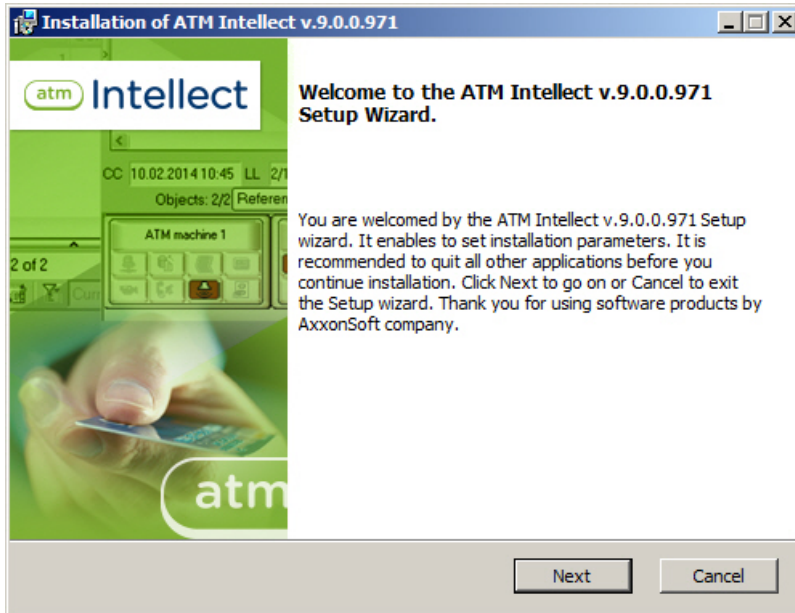 Installation of ATM Intellect v.9.0.0.971
atm Intellect
CC 10.02.2014 10:45 LL
Objects: 2/2
ATM machine 1
2 of 2
atm
Welcome to the ATM Intellect v.9.0.0.971
Setup Wizard.
You are welcomed by the ATM Intellect v.9.0.0.971 Setup
wizard. It enables to set installation parameters. It is
recommended to quit all other applications before you
continue installation. Click Next to go on or Cancel to exit
the Setup wizard. Thank you for using software products by
AxxonSoft company.
Next
Cancel